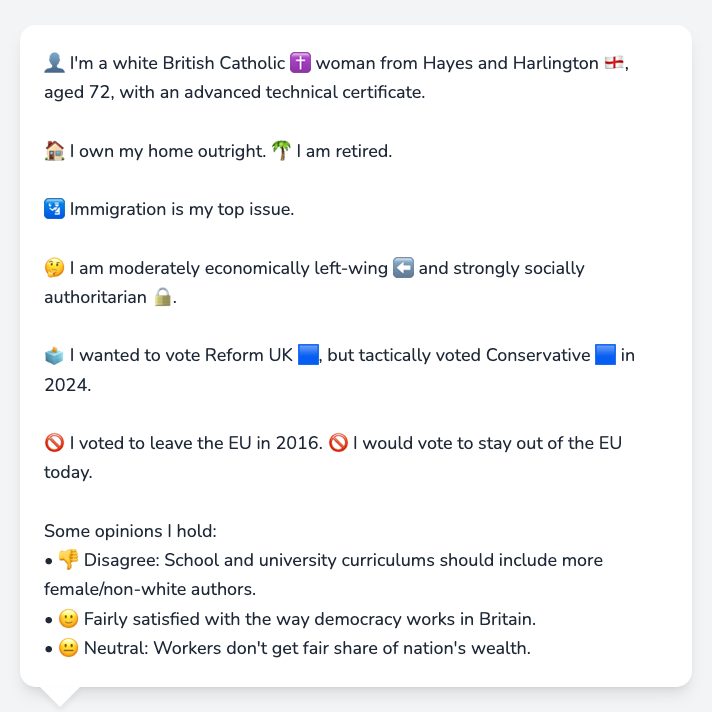 👤 I'm a white British Catholic ✝️ woman from Hayes and Harlington 🏴󠁧󠁢󠁥󠁮󠁧󠁿,
aged 72, with an advanced technical certificate.
🏠 I own my home outright. 🌴 I am retired.
🛂 Immigration is my top issue.
🤔 I am moderately economically left-wing ⬅️ and strongly socially
authoritarian 🔒.
🗳️ I wanted to vote Reform UK 🟦, but tactically voted Conservative 🟦 in
2024.
🚫 I voted to leave the EU in 2016. 🚫 I would vote to stay out of the EU
today.
Some opinions I hold:
• 👎 Disagree: School and university curriculums should include more
female/non-white authors.
• 🙂 Fairly satisfied with the way democracy works in Britain.
• 😐 Neutral: Workers don't get fair share of nation's wealth.